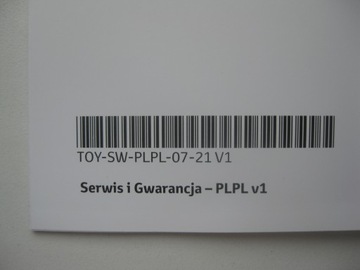 TOY-SW-PLPL-07-21 V1
Serwis i Gwarancja – PLPL v1